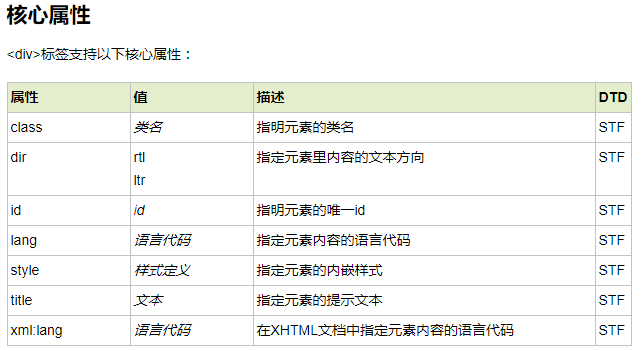 核心属性
<div>标签支持以下核心属性：
属性 值 描述 DTD
class 类名 指明元素的类名 STF
dir rtl 指定元素里内容的文本方向 STF
ltr
id id 指明元素的唯一id STF
lang 语言代码 指定元素内容的语言代码 STF
style 样式定义 指定元素的内嵌样式 STF
title 文本 指定元素的提示文本 STF
xml:lang 语言代码 在XHTML文档中指定元素内容的语言代码 STF